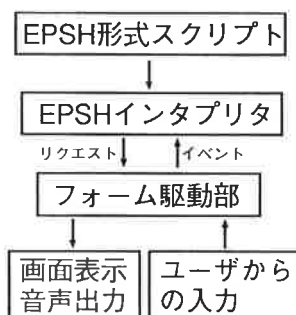 EPSH形式スクリプト
EPSHインタプリタ
リクエスト
イベント
フォーム駆動部
画面表示
音声出力
ユーザから
の入力